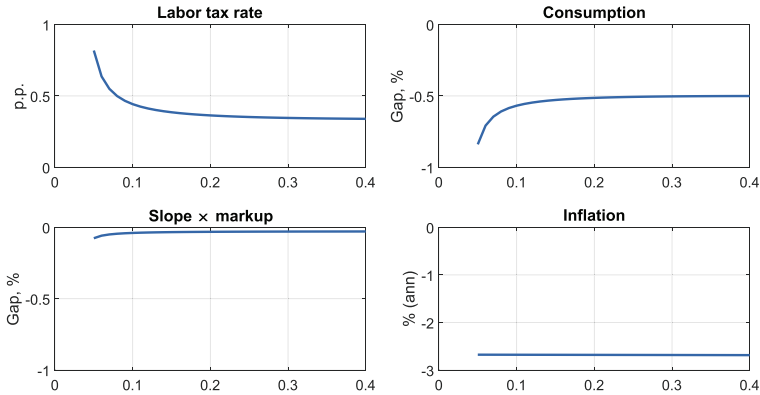 Labor tax rate
1
0.5
0
p.p.
0 0.1 0.2 0.3 0.4
Consumption
0
-0.5
-1
Gap, %
0 0.1 0.2 0.3 0.4
Slope × markup
0
-0.5
-1
Gap, %
0 0.1 0.2 0.3 0.4
Inflation
0
-1
-2
-3
% (ann)
0 0.1 0.2 0.3 0.4